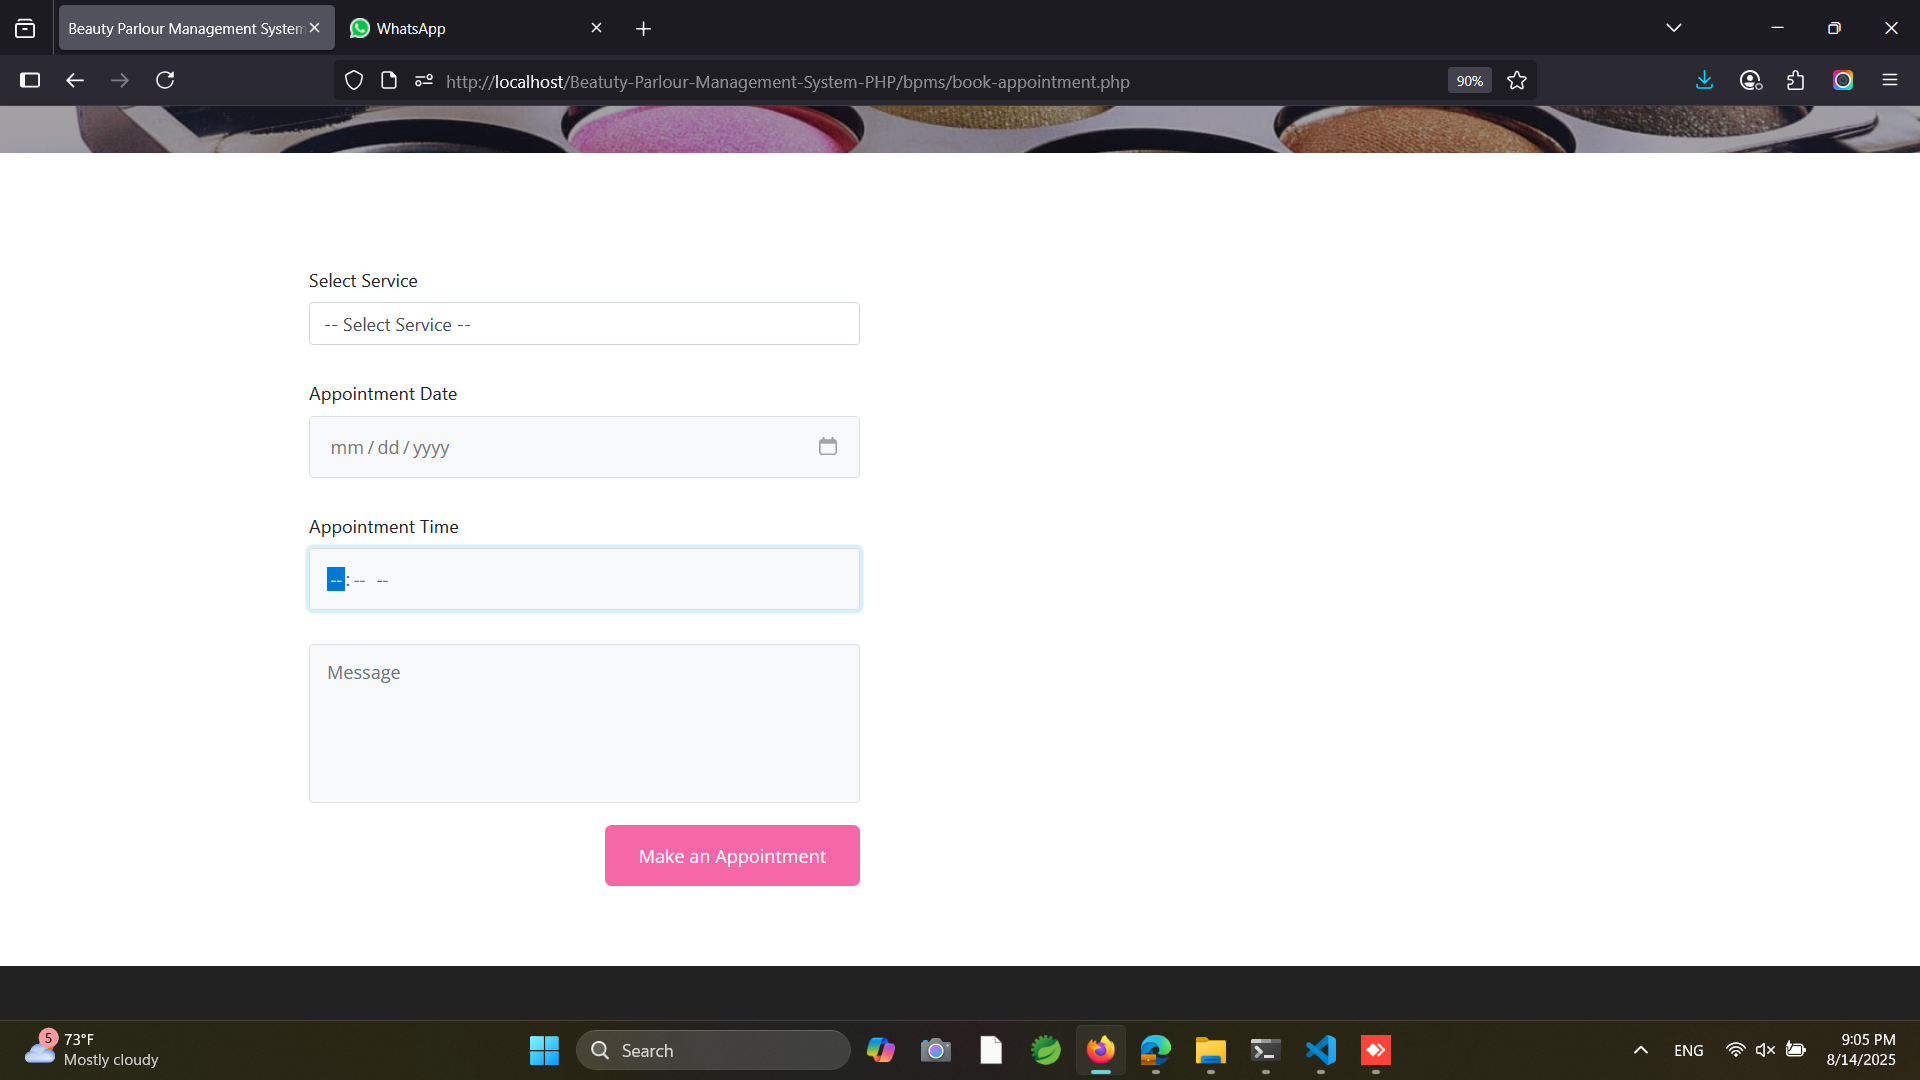 Beauty Parlour Management System
WhatsApp
http://localhost/Beatuty-Parlour-Management-System-PHP/bpms/book-appointment.php
90%
Select Service
-- Select Service --
Appointment Date
mm / dd / yyyy
Appointment Time
--:-- --
Message
Make an Appointment
5
73°F
Mostly cloudy
Search
ENG
9:05 PM
8/14/2025